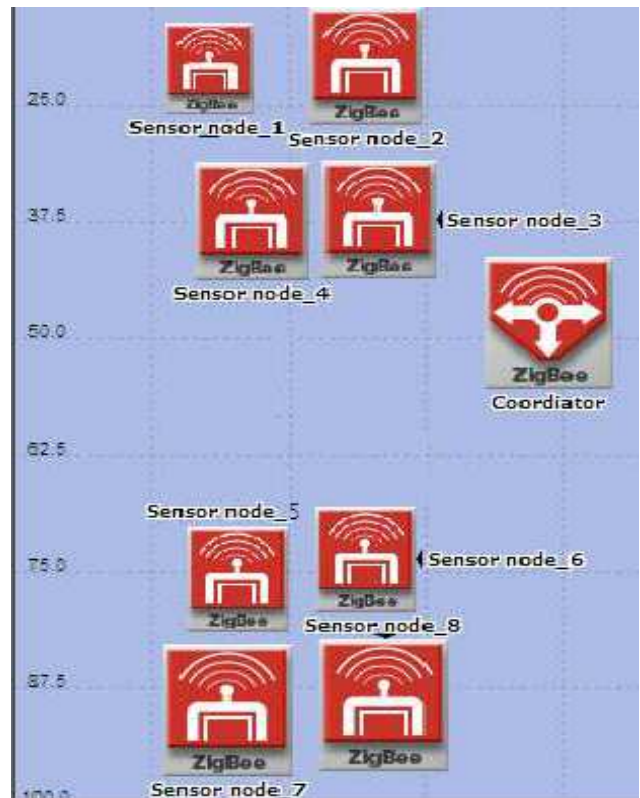 25.0
ZigBee
ZigBee
Sensor node_1
Sensor node_2
37.5
Sensor node_3
ZigBee
ZigBee
Sensor node_4
50.0
ZigBee
Coordiator
62.5
Sensor node_5
75.0
Sensor node_6
ZigBee
ZigBee
Sensor node_8
87.5
ZigBee
ZigBee
Sensor node_7
100.0